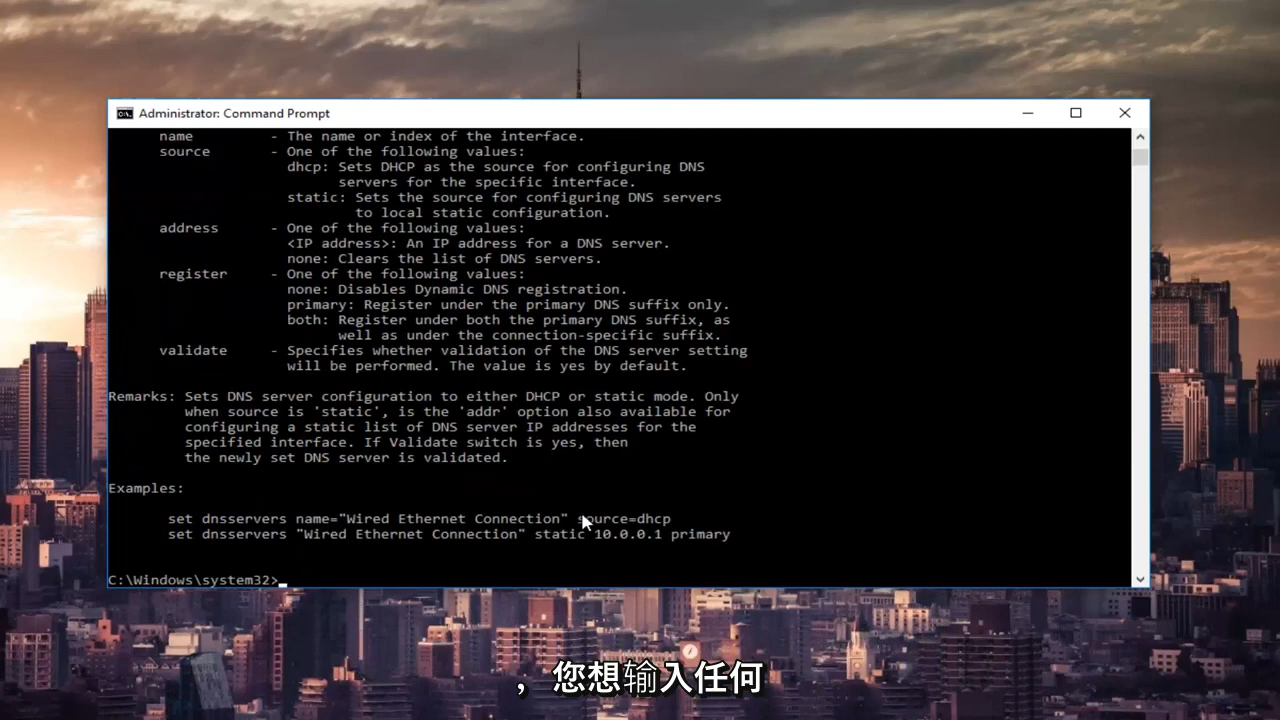 Administrator: Command Prompt
name - The name or index of the interface.
source - One of the following values:
dhcp: Sets DHCP as the source for configuring DNS
servers for the specific interface.
static: Sets the source for configuring DNS servers
to local static configuration.
address - One of the following values:
<IP address>: An IP address for a DNS server.
none: Clears the list of DNS servers.
register - One of the following values:
none: Disables Dynamic DNS registration.
primary: Register under the primary DNS suffix only.
both: Register under both the primary DNS suffix, as
well as under the connection-specific suffix.
validate - Specifies whether validation of the DNS server setting
will be performed. The value is yes by default.
Remarks: Sets DNS server configuration to either DHCP or static mode. Only
when source is 'static', is the 'addr' option also available for
configuring a static list of DNS server IP addresses for the
specified interface. If Validate switch is yes, then
the newly set DNS server is validated.
Examples:
set dnsservers name="Wired Ethernet Connection" source=dhcp
set dnsservers "Wired Ethernet Connection" static 10.0.0.1 primary
C:\Windows\system32>
，您想输入任何